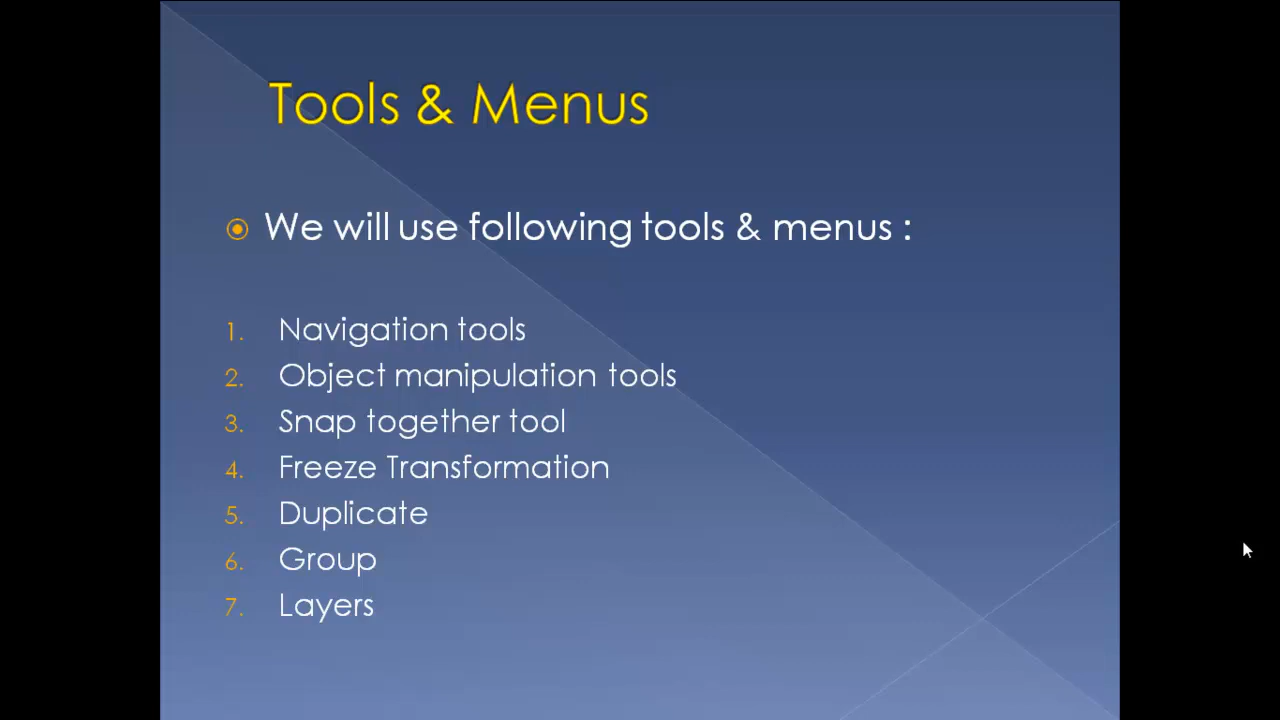 Tools & Menus
We will use following tools & menus :
1. Navigation tools
2. Object manipulation tools
3. Snap together tool
4. Freeze Transformation
5. Duplicate
6. Group
7. Layers